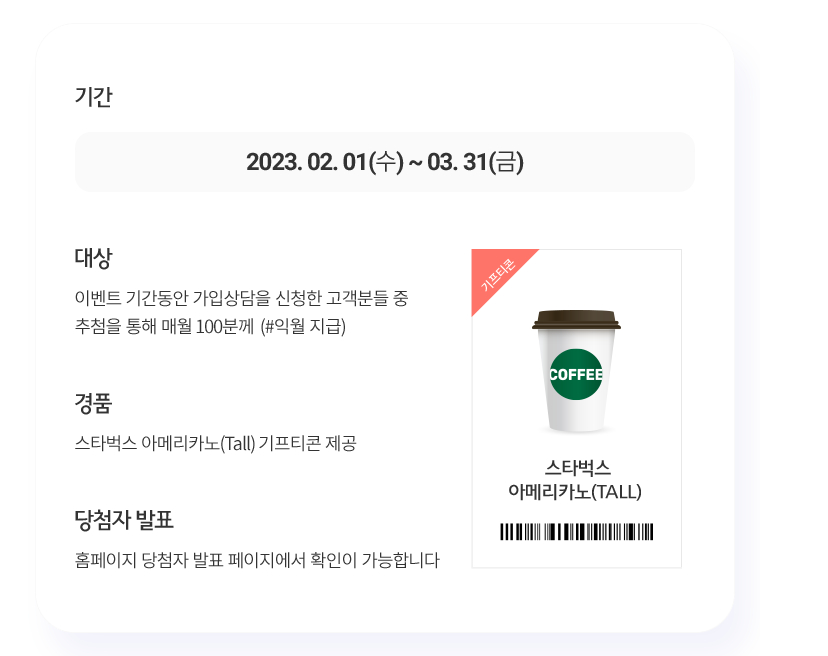 기간
2023. 02. 01(수) ~ 03. 31(금)
대상
이벤트 기간동안 가입상담을 신청한 고객분들 중
추첨을 통해 매월 100분께 (#익월 지급)
경품
스타벅스 아메리카노(Tall) 기프티콘 제공
당첨자 발표
홈페이지 당첨자 발표 페이지에서 확인이 가능합니다
기프티콘
COFFEE
스타벅스
아메리카노(TALL)